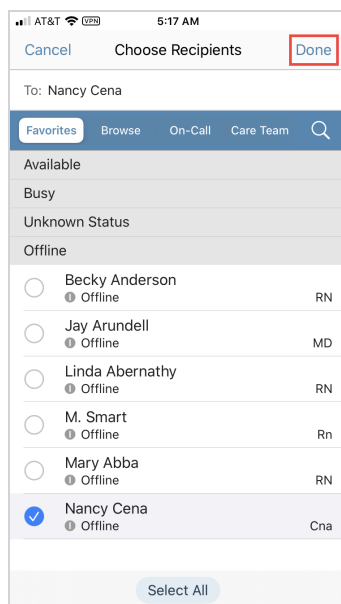 AT&T VPN 5:17 AM
Cancel Choose Recipients Done
To: Nancy Cena
Favorites Browse On-Call Care Team
Available
Busy
Unknown Status
Offline
Becky Anderson
Offline RN
Jay Arundell
Offline MD
Linda Abernathy
Offline RN
M. Smart
Offline Rn
Mary Abba
Offline RN
Nancy Cena
Offline Cna
Select All